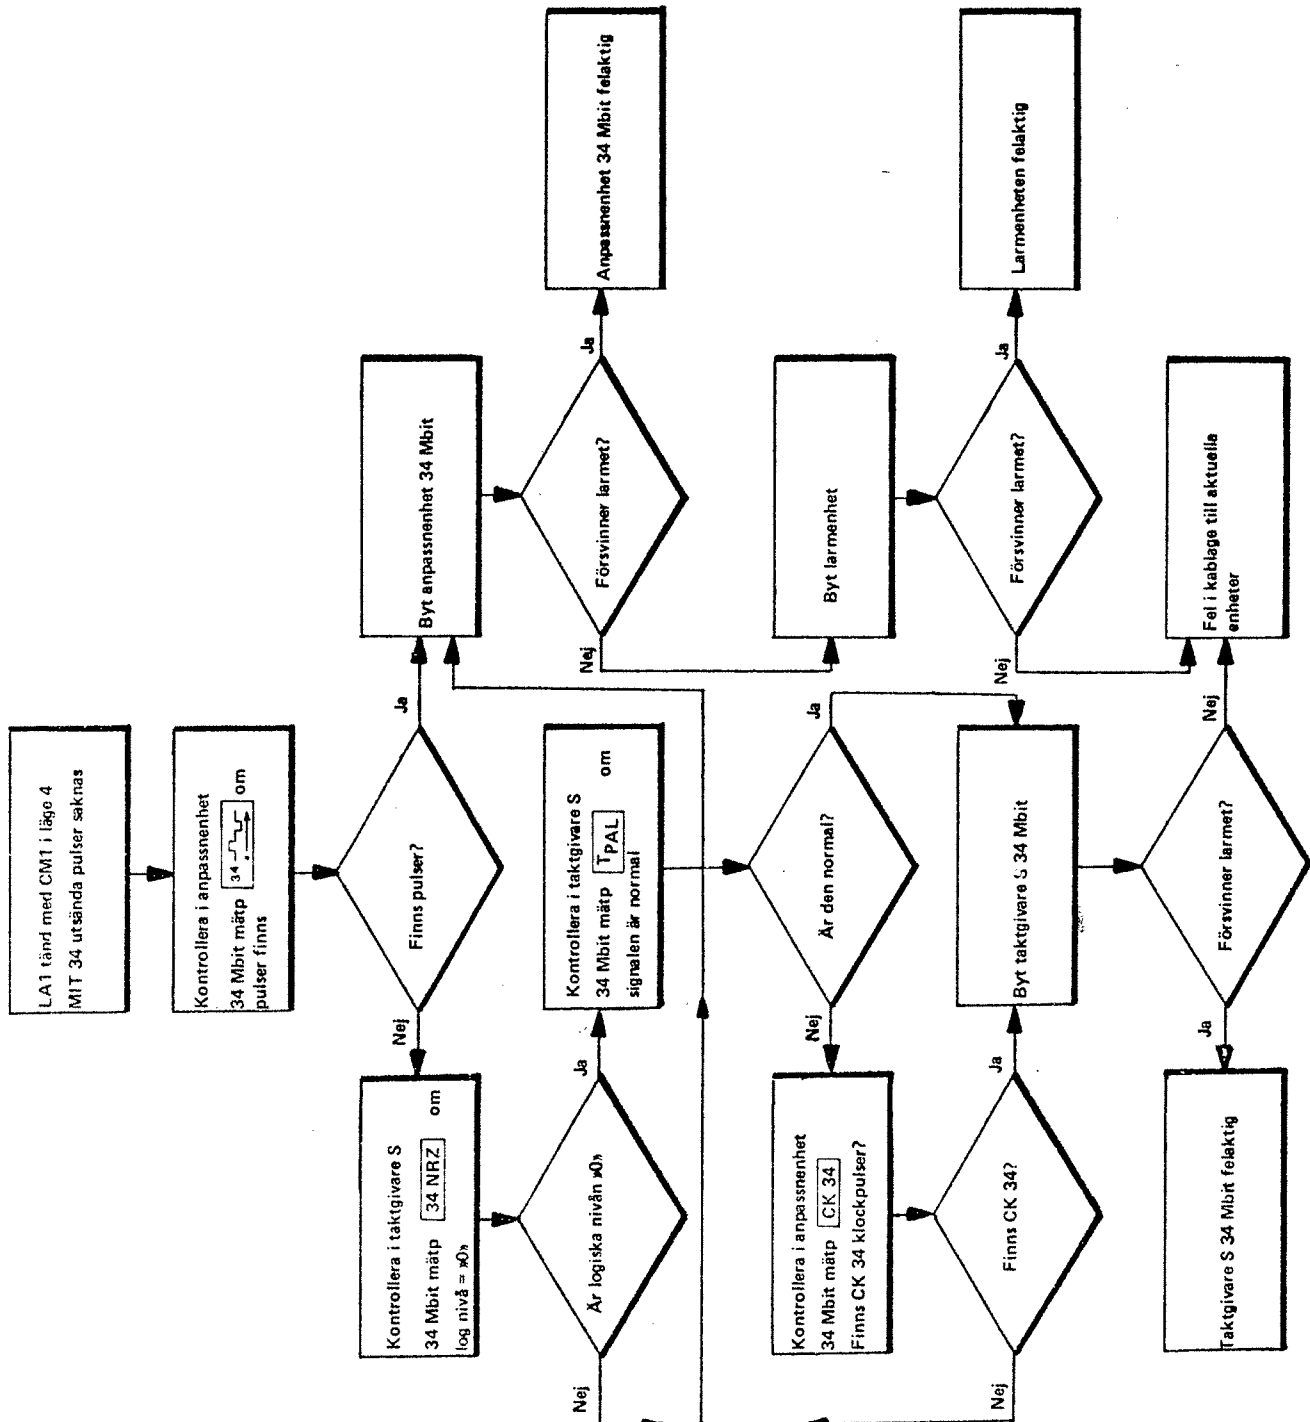 LA1 tänd med CM1 i läge 4
MIT 34 utsända pulser saknas
Kontrollera i anpassnenhet
34 Mbit mätp 34 om
pulser finns
Finns pulser?
Nej
Ja
Kontrollera i taktgivare S
34 Mbit mätp 34 NRZ om
log nivå = »0»
Byt anpassnenhet 34 Mbit
Är logiska nivån »0»
Nej
Ja
Kontrollera i taktgivare S
34 Mbit mätp TPAL om
signalen är normal
Försvinner larmet?
Nej
Ja
Anpassnenhet 34 Mbit felaktig
Är den normal?
Nej
Ja
Kontrollera i anpassnenhet
34 Mbit mätp CK 34
Finns CK 34 klockpulser?
Byt larmenhet
Finns CK 34?
Nej
Ja
Byt taktgivare S 34 Mbit
Försvinner larmet?
Nej
Ja
Larmenheten felaktig
Försvinner larmet?
Ja
Nej
Taktgivare S 34 Mbit felaktig
Fel i kablage till aktuella
enheter